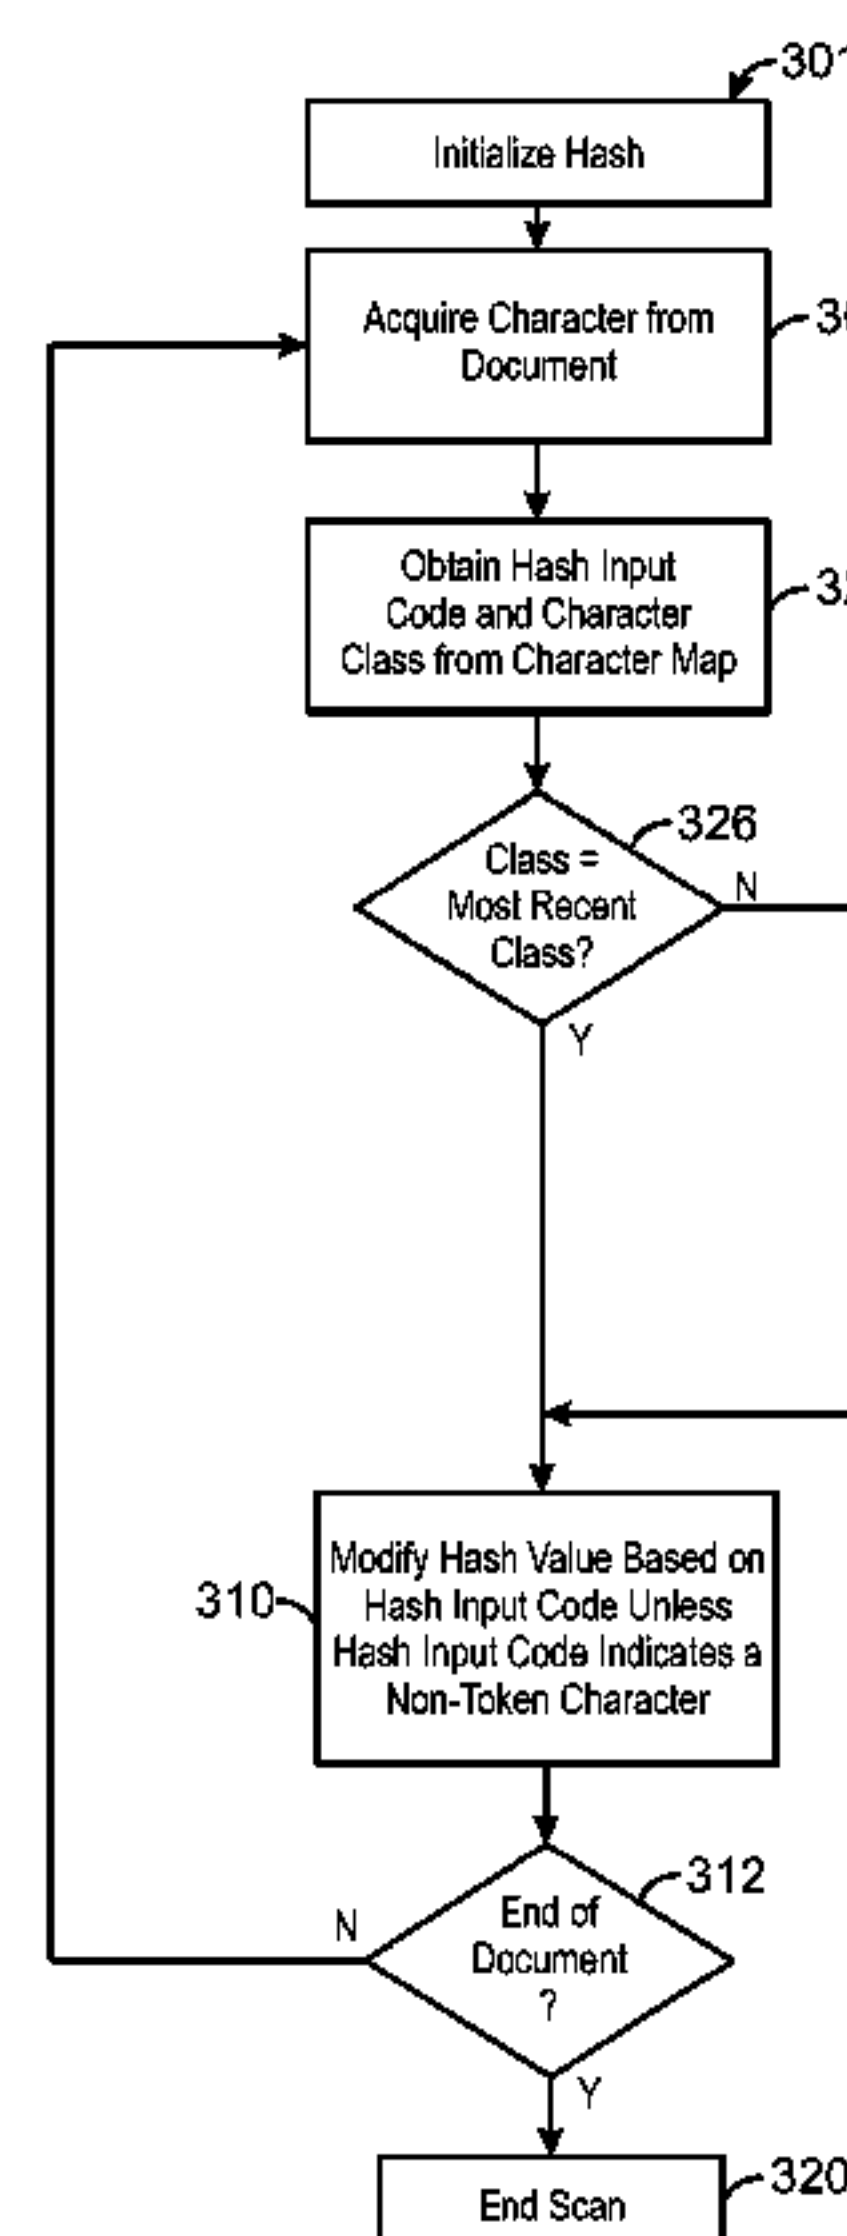 301
Initialize Hash
Acquire Character from
Document
Obtain Hash Input
Code and Character
Class from Character Map
326
Class =
Most Recent
Class?
N
Y
Modify Hash Value Based on
310
Hash Input Code Unless
Hash Input Code Indicates a
Non-Token Character
312
End of
Document
?
N
Y
320
End Scan